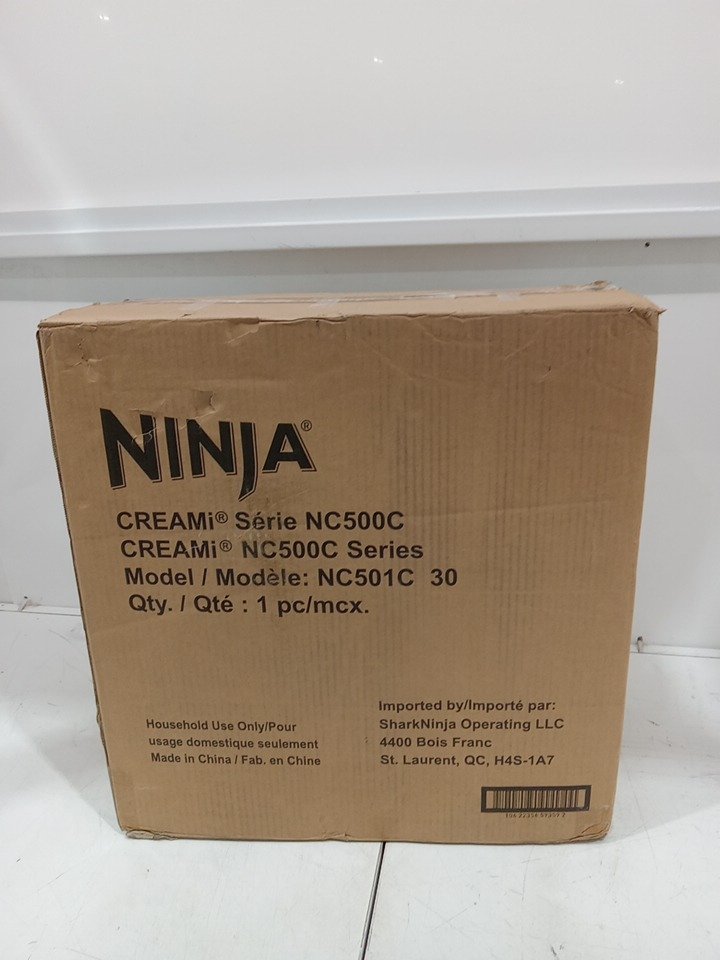 NINJA®
CREAMi® Série NC500C
CREAMi® NC500C Series
Model / Modèle: NC501C 30
Qty. / Qté : 1 pc/mcx.
Household Use Only/Pour
usage domestique seulement
Made in China / Fab. en Chine
Imported by/Importé par:
SharkNinja Operating LLC
4400 Bois Franc
St. Laurent, QC, H4S-1A7